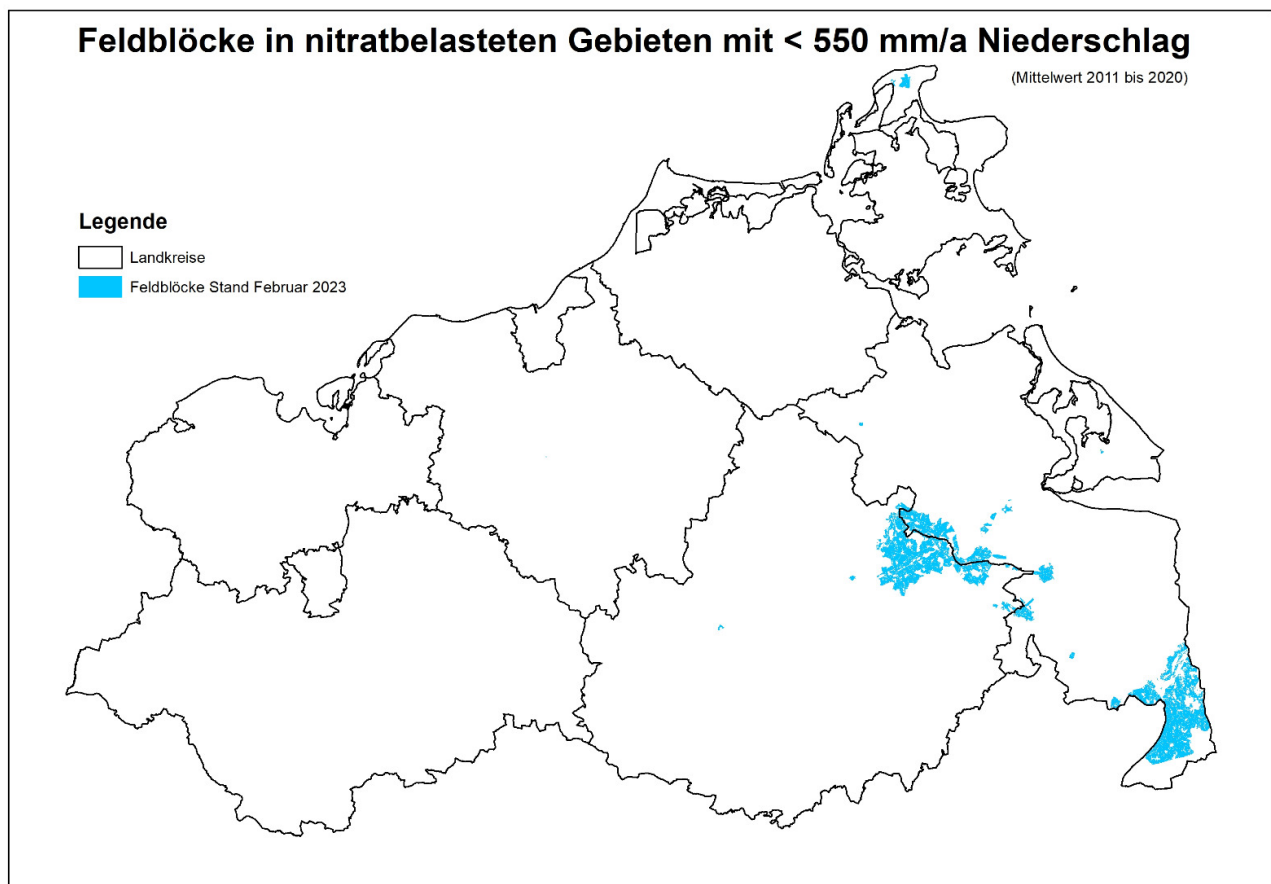 Feldblöcke in nitratbelasteten Gebieten mit < 550 mm/a Niederschlag
(Mittelwert 2011 bis 2020)
Legende
Landkreise
Feldblöcke Stand Februar 2023